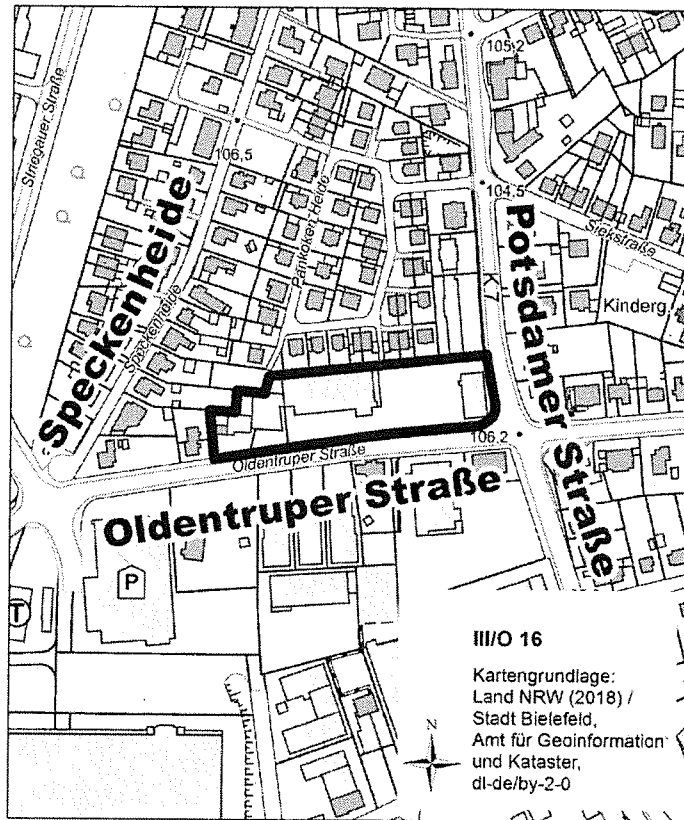 105,2
Striegauer Straße
106,5
Speckenheide
Pankoken Heide
104,5
Siekstraße
Potsdamer Straße
Kinderg.
Speckenheide
Oldentruper Straße
106,2
Oldentruper Straße
P
T
III/O 16
Kartengrundlage:
Land NRW (2018) /
Stadt Bielefeld,
Amt für Geoinformation
und Kataster,
dl-de/by-2-0
N